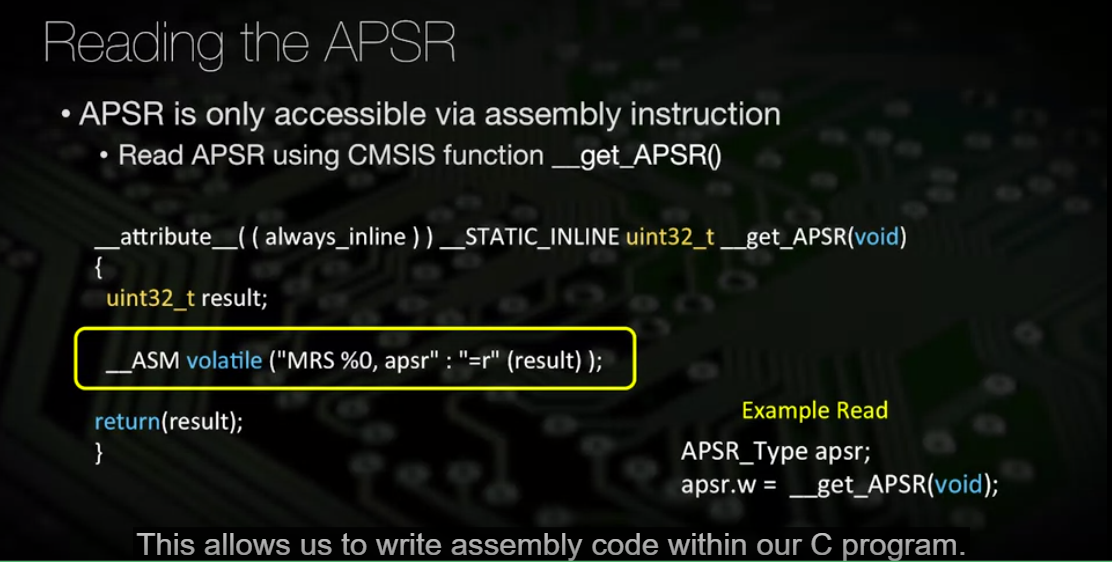 Reading the APSR
• APSR is only accessible via assembly instruction
• Read APSR using CMSIS function __get_APSR()
__attribute__( ( always_inline ) ) __STATIC_INLINE uint32_t __get_APSR(void)
{
uint32_t result;
__ASM volatile ("MRS %0, apsr" : "=r" (result) );
return(result);
}
Example Read
APSR_Type apsr;
apsr.w = __get_APSR(void);
This allows us to write assembly code within our C program.